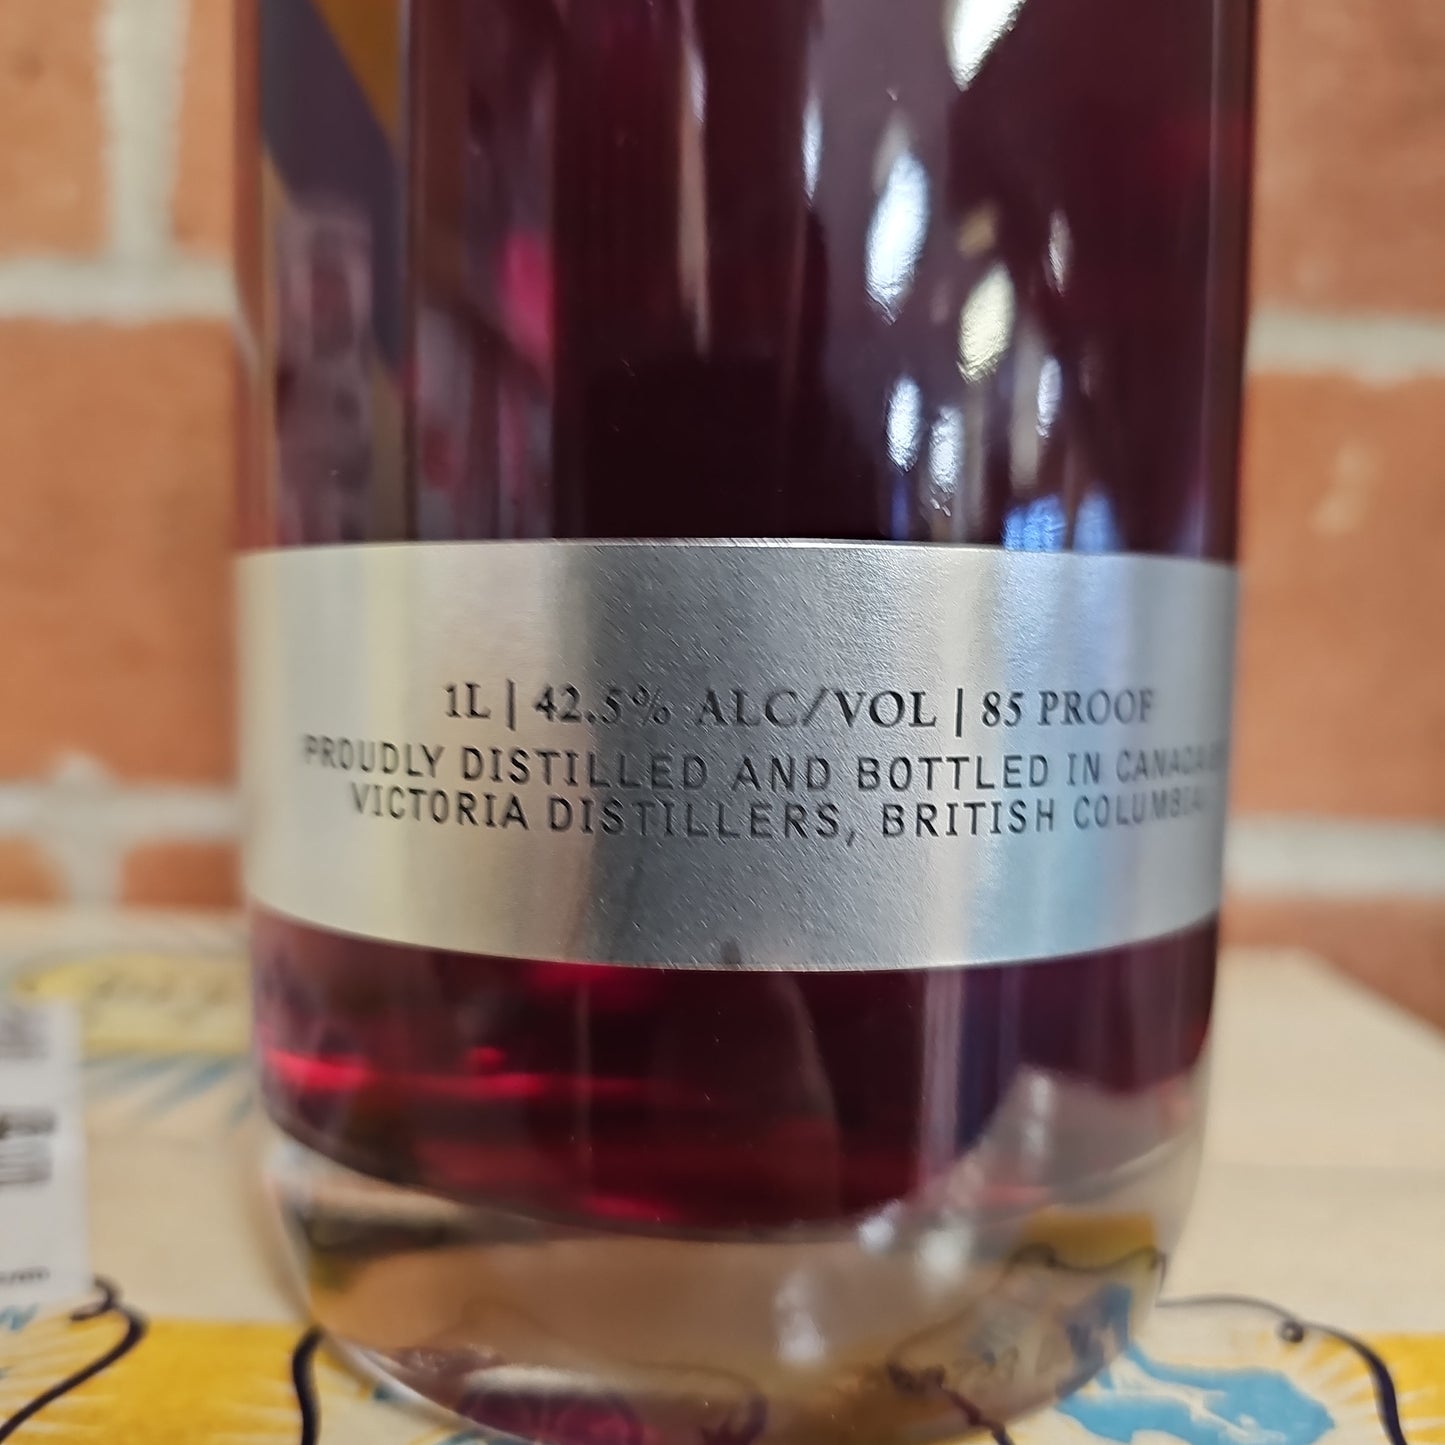 1L | 42.5% ALC/VOL | 85 PROOF
PROUDLY DISTILLED AND BOTTLED IN CANADA
VICTORIA DISTILLERS, BRITISH COLUMBIA